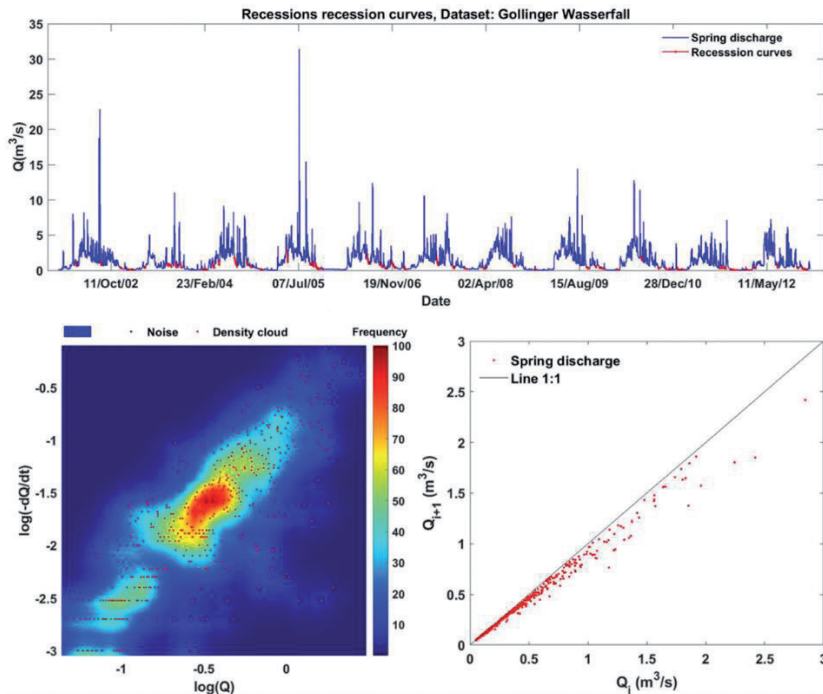 Recessions recession curves, Dataset: Gollinger Wasserfall
35
30
25
20
15
10
5
0
Q(m³/s)
Spring discharge
Recesssion curves
11/Oct/02 23/Feb/04 07/Jul/05 19/Nov/06 02/Apr/08 15/Aug/09 28/Dec/10 11/May/12
Date
Noise Density cloud Frequency
-0.5
-1
-1.5
-2
-2.5
-3
log(-dQ/dt)
-1 -0.5 0
log(Q)
100
90
80
70
60
50
40
30
20
10
3
2.5
2
1.5
1
0.5
0
Qᵢ₊₁ (m³/s)
Spring discharge
Line 1:1
0.5 1 1.5 2 2.5 3
Qᵢ (m³/s)